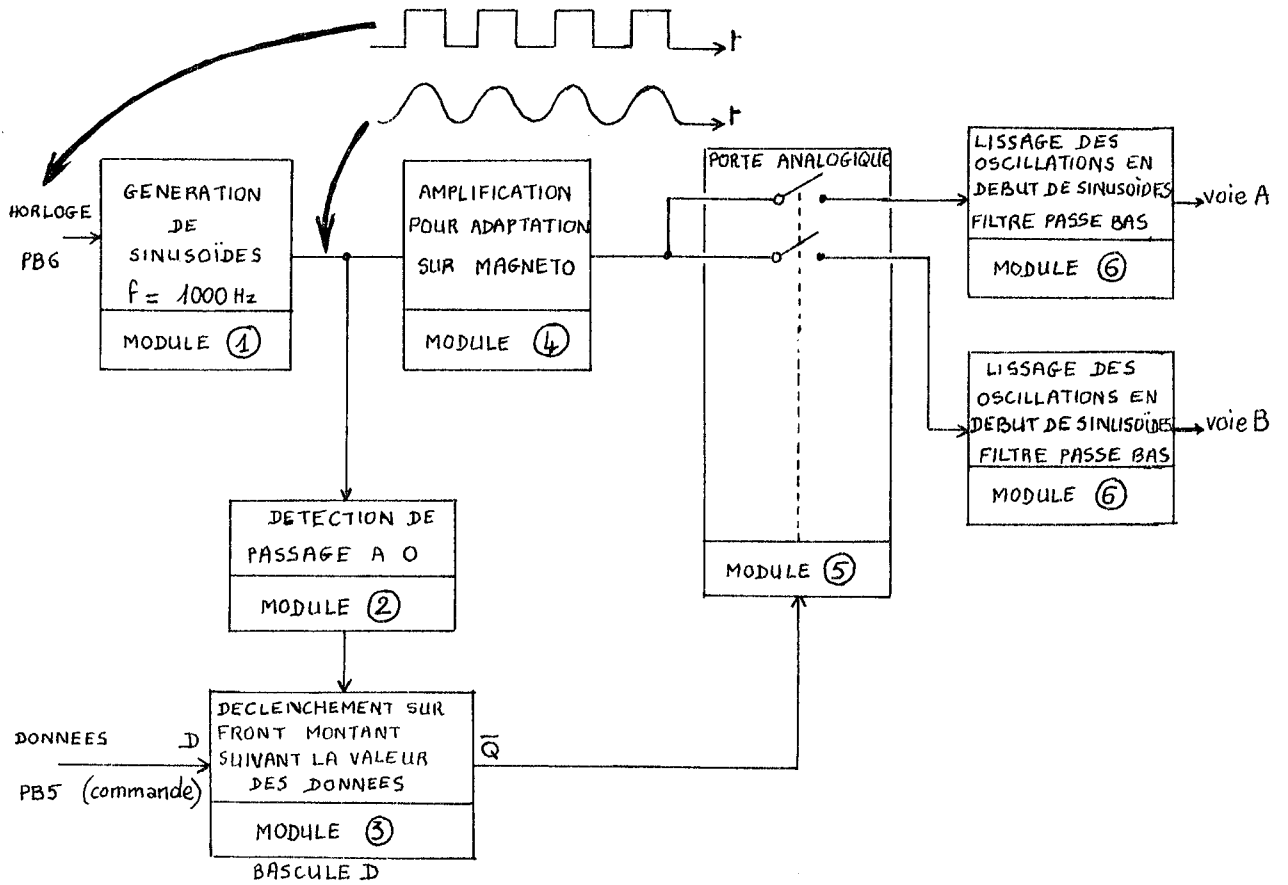 t
t
HORLOGE
PB6
GENERATION
DE
SINUSOÏDES
f = 1000 Hz
MODULE 1
AMPLIFICATION
POUR ADAPTATION
SUR MAGNETO
MODULE 4
PORTE ANALOGIQUE
MODULE 5
LISSAGE DES
OSCILLATIONS EN
DEBUT DE SINUSOÏDES
FILTRE PASSE BAS
MODULE 6
voie A
LISSAGE DES
OSCILLATIONS EN
DEBUT DE SINUSOÏDES
FILTRE PASSE BAS
MODULE 6
voie B
DETECTION DE
PASSAGE A 0
MODULE 2
DONNEES D
PB5 (commande)
DECLEINCHEMENT SUR
FRONT MONTANT
SUIVANT LA VALEUR
DES DONNEES
MODULE 3
Q̅
BASCULE D